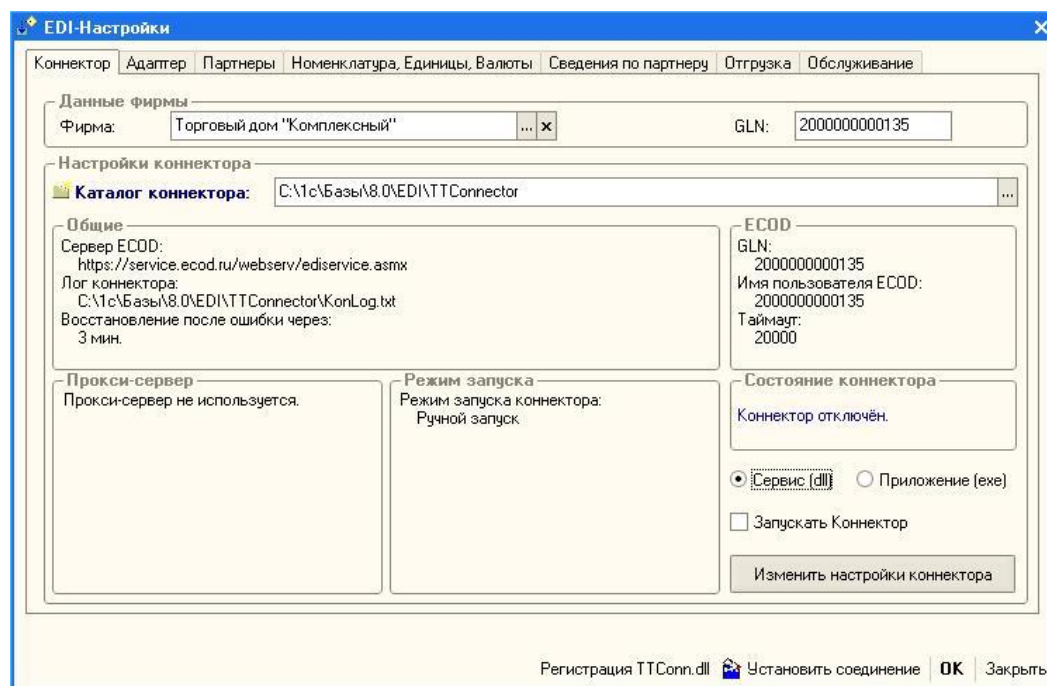 EDI-Настройки
Коннектор Адаптер Партнеры Номенклатура, Единицы, Валюты Сведения по партнеру Отгрузка Обслуживание
Данные фирмы
Фирма: Торговый дом "Комплексный" ... x GLN: 2000000000135
Настройки коннектора
Каталог коннектора: C:\1c\Базы\8.0\EDI\TTConnector ...
Общие
Сервер ECOD:
https://service.ecod.ru/webserv/ediservice.asmx
Лог коннектора:
C:\1c\Базы\8.0\EDI\TTConnector\KonLog.txt
Восстановление после ошибки через:
3 мин.
ECOD
GLN:
2000000000135
Имя пользователя ECOD:
2000000000135
Таймаут:
20000
Прокси-сервер
Прокси-сервер не используется.
Режим запуска
Режим запуска коннектора:
Ручной запуск
Состояние коннектора
Коннектор отключён.
Сервис (dll) Приложение (exe)
Запускать Коннектор
Изменить настройки коннектора
Регистрация TTConn.dll Установить соединение OK Закрыть